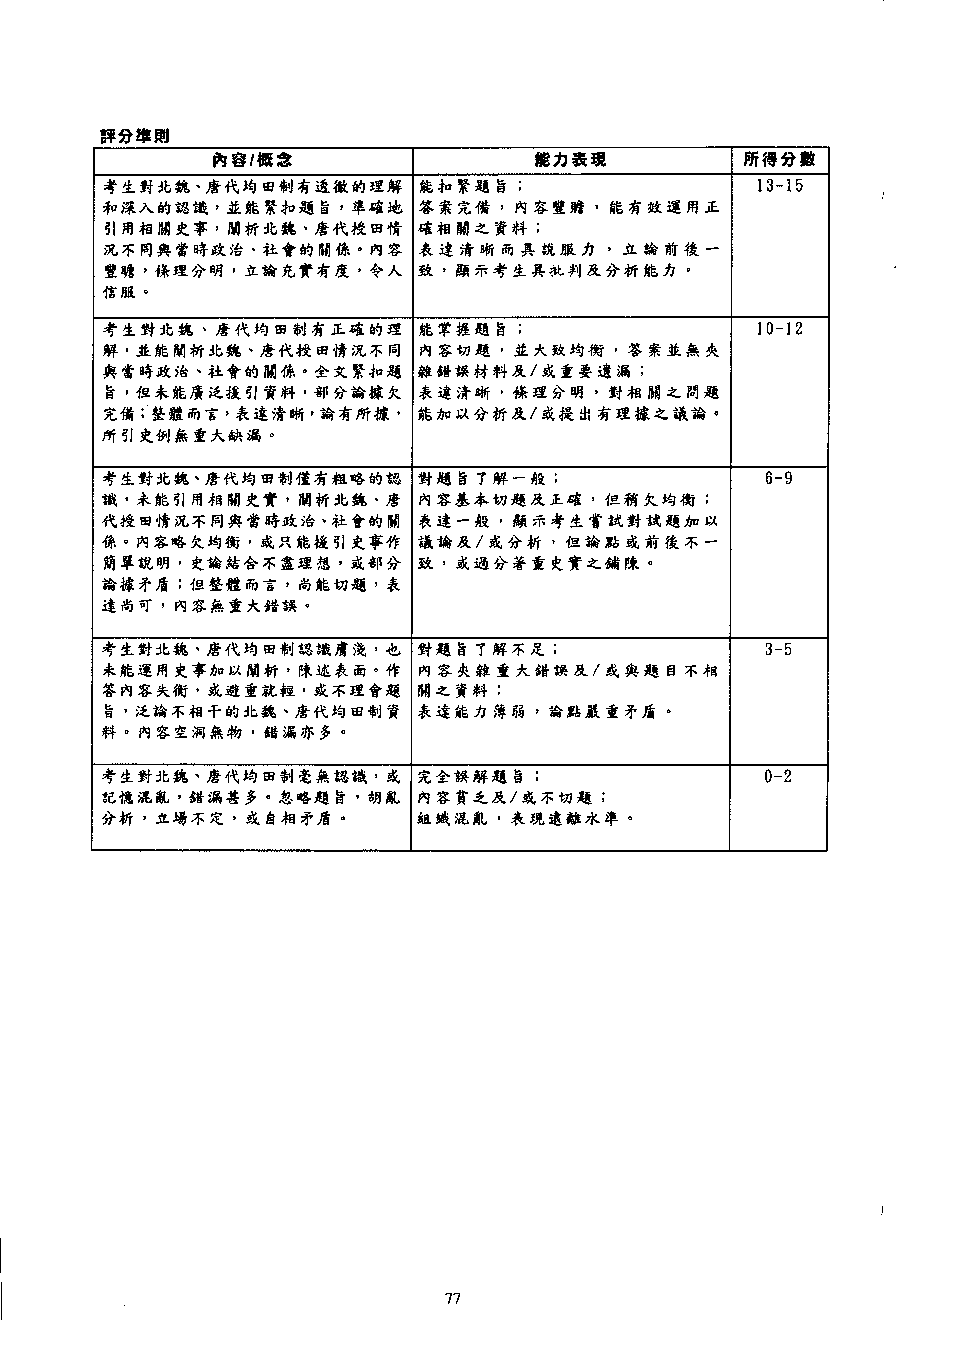 評分準則
內容/概念
能力表現
所得分數
考生對北魏、唐代均田制有透徹的理解
和深入的認識，並能緊扣題旨，準確地
引用相關史事，闡析北魏、唐代授田情
況不同與當時政治、社會的關係。內容
豐贍，條理分明，立論充實有度，令人
信服。
能扣緊題旨；
答案完備，內容豐贍，能有效運用正
確相關之資料；
表達清晰而具說服力，立論前後一
致，顯示考生具批判及分析能力。
13-15
考生對北魏、唐代均田制有正確的理
解，並能闡析北魏、唐代授田情況不同
與當時政治、社會的關係。全文緊扣題
旨，但未能廣泛援引資料，部分論據欠
完備；整體而言，表達清晰，論有所據，
所引史例無重大缺漏。
能掌握題旨；
內容切題，並大致均衡，答案並無夾
雜錯誤材料及/或重要遺漏；
表達清晰，條理分明，對相關之問題
能加以分析及/或提出有理據之議論。
10-12
考生對北魏、唐代均田制僅有粗略的認
識，未能引用相關史實，闡析北魏、唐
代授田情況不同與當時政治、社會的關
係。內容略欠均衡，或只能援引史事作
簡單說明，史論結合不盡理想，或部分
論據矛盾；但整體而言，尚能切題，表
達尚可，內容無重大錯誤。
對題旨了解一般；
內容基本切題及正確，但稍欠均衡；
表達一般，顯示考生嘗試對試題加以
議論及/或分析，但論點或前後不一
致，或過分著重史實之鋪陳。
6-9
考生對北魏、唐代均田制認識膚淺，也
未能運用史事加以闡析，陳述表面。作
答內容失衡，或避重就輕，或不理會題
旨，泛論不相干的北魏、唐代均田制資
料。內容空洞無物，錯漏亦多。
對題旨了解不足；
內容夾雜重大錯誤及/或與題目不相
關之資料；
表達能力薄弱，論點嚴重矛盾。
3-5
考生對北魏、唐代均田制毫無認識，或
記憶混亂，錯漏甚多。忽略題旨，胡亂
分析，立場不定，或自相矛盾。
完全誤解題旨；
內容貧乏及/或不切題；
組織混亂，表現遠離水準。
0-2
77